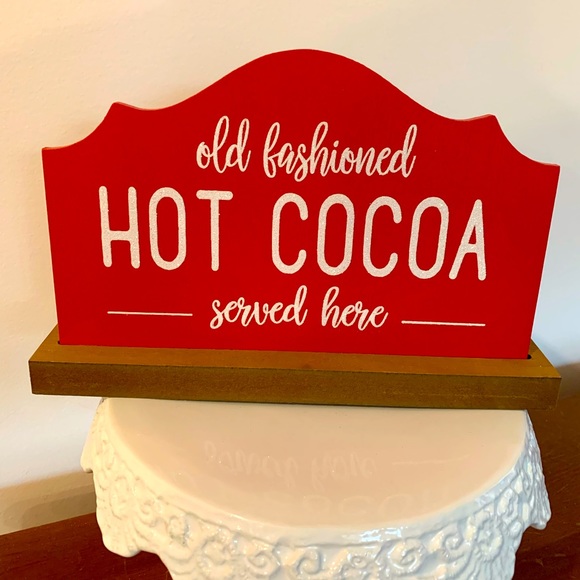 old fashioned
HOT COCOA
served here